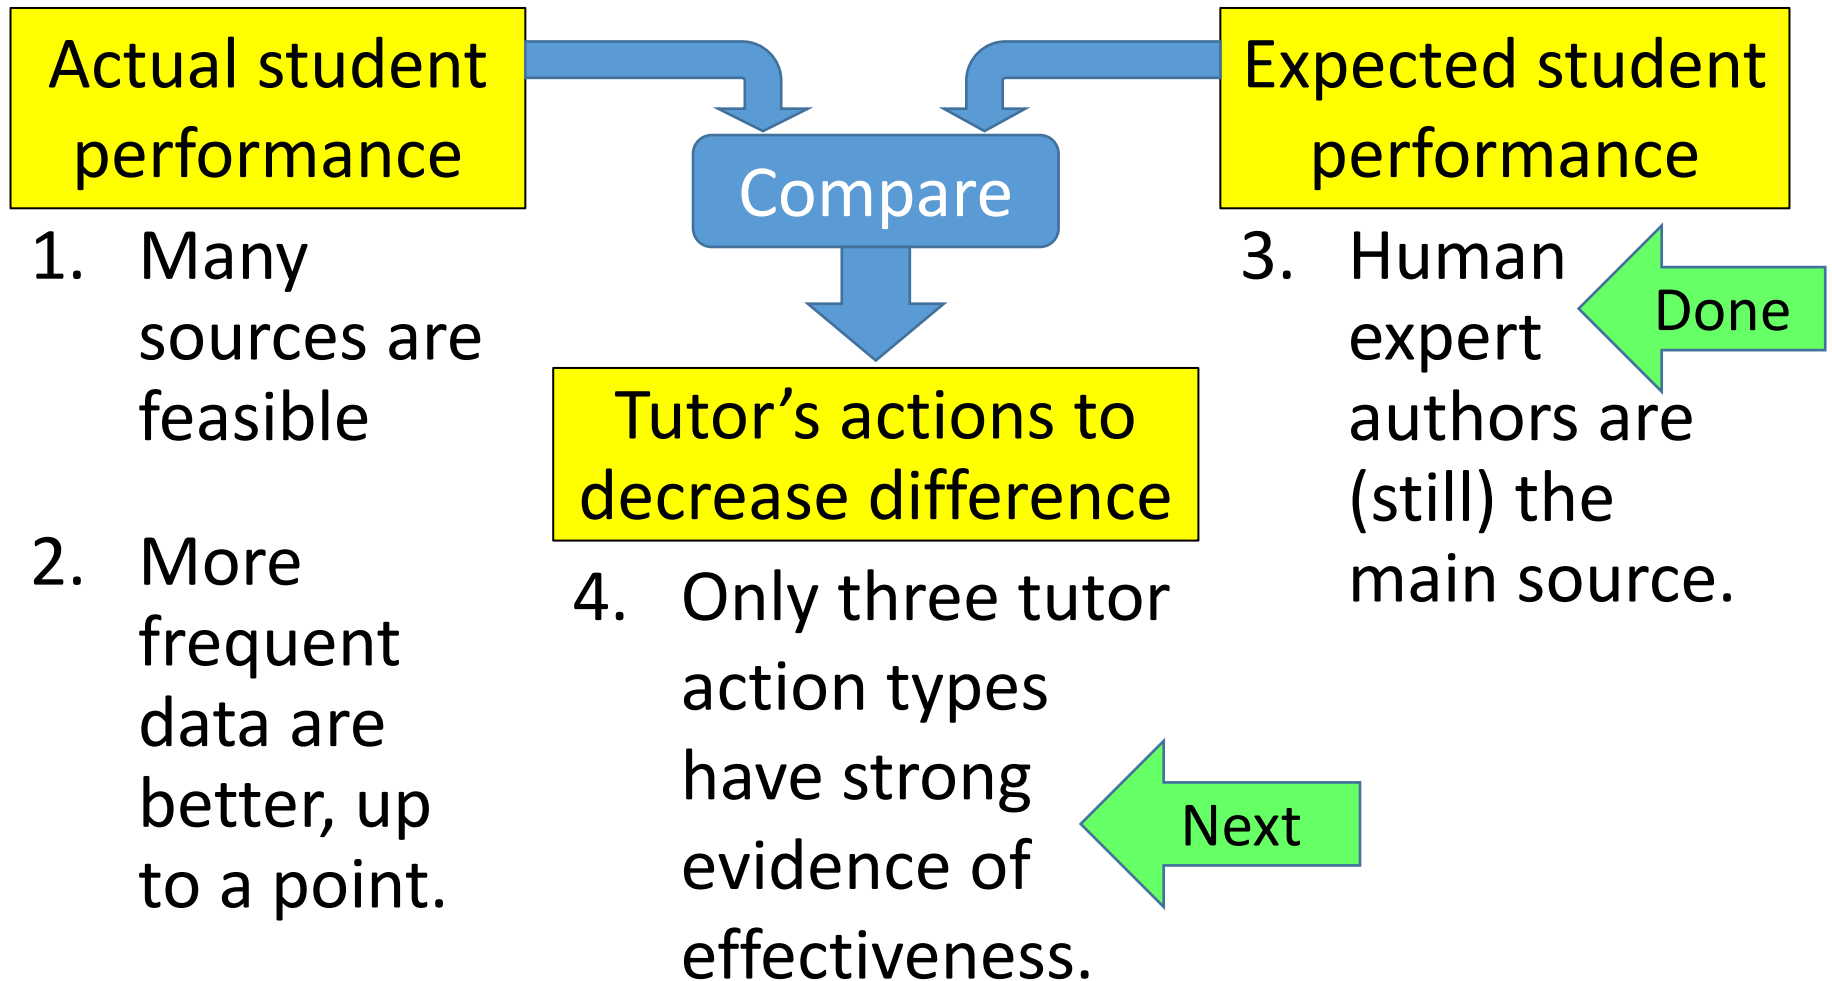 Actual student
performance
Compare
Expected student
performance
1. Many
sources are
feasible
2. More
frequent
data are
better, up
to a point.
3. Human
expert
authors are
(still) the
main source.
Done
Tutor’s actions to
decrease difference
4. Only three tutor
action types
have strong
evidence of
effectiveness.
Next